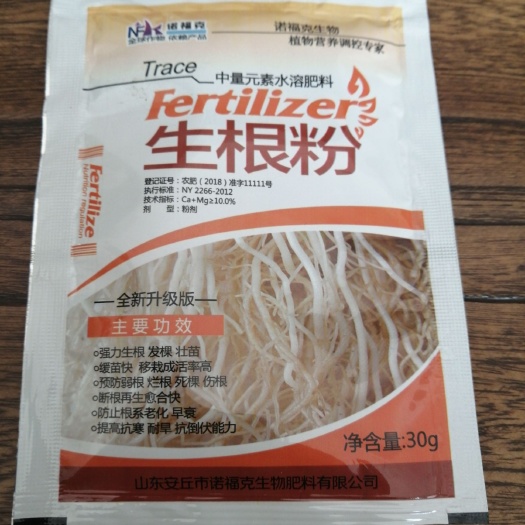 NFK 诺福克
全球作物 依赖产品
诺福克生物
植物营养调控专家
Trace
中量元素水溶肥料
Fertilizer
生根粉
登记证号：农肥（2018）准字11111号
执行标准：NY 2266-2012
技术指标：Ca+Mg≥10.0%
剂 型：粉剂
Fertilize
Nutrition regulation
全新升级版
主要功效
强力生根 发棵 壮苗
缓苗快 移栽成活率高
预防弱根 烂根 死棵 伤根
断根再生愈合快
防止根系老化 早衰
提高抗寒 耐旱 抗倒伏能力
净含量:30g
山东安丘市诺福克生物肥料有限公司